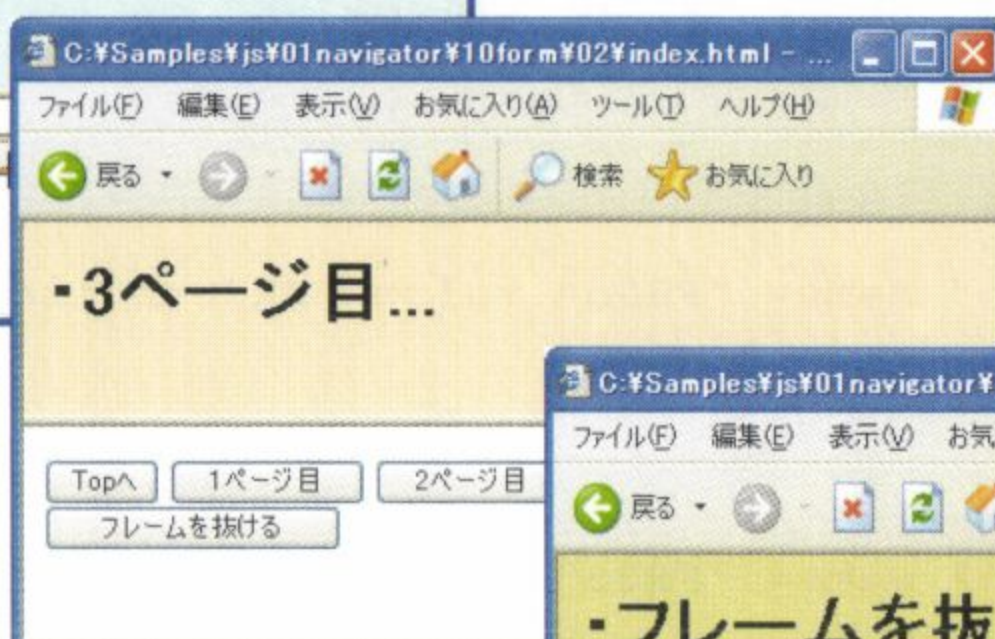 C:¥Samples¥js¥01navigator¥10form¥02¥index.html - ...
ファイル(F) 編集(E) 表示(V) お気に入り(A) ツール(T) ヘルプ(H)
戻る 検索 お気に入り
・3ページ目...
Topへ 1ページ目 2ページ目
フレームを抜ける
C:¥Samples¥js¥01navigator¥
ファイル(F) 編集(E) 表示(V) お気
戻る
・フレームを抜